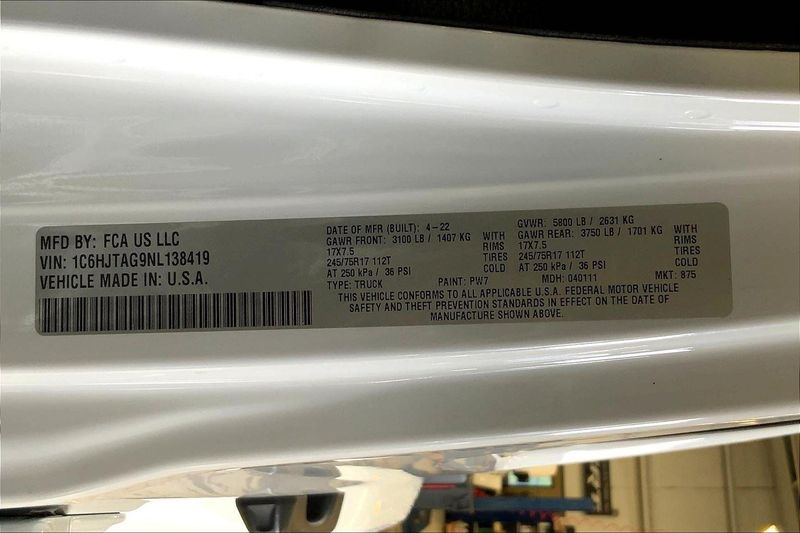 MFD BY: FCA US LLC
VIN: 1C6HJTAG9NL138419
VEHICLE MADE IN U.S.A.
DATE OF MFR (BUILT): 4-22 GVWR: 5800 LB / 2631 KG
GAWR FRONT: 3100 LB / 1407 KG WITH GAWR REAR: 3750 LB / 1701 KG WITH
17X7.5 RIMS 17X7.5 RIMS
245/75R17 112T TIRES 245/75R17 112T TIRES
AT 250 kPa / 36 PSI COLD AT 250 kPa / 36 PSI COLD
TYPE: TRUCK PAINT: PW7 MDH: 040111 MKT: 875
THIS VEHICLE CONFORMS TO ALL APPLICABLE U.S.A. FEDERAL MOTOR VEHICLE
SAFETY AND THEFT PREVENTION STANDARDS IN EFFECT ON THE DATE OF
MANUFACTURE SHOWN ABOVE.